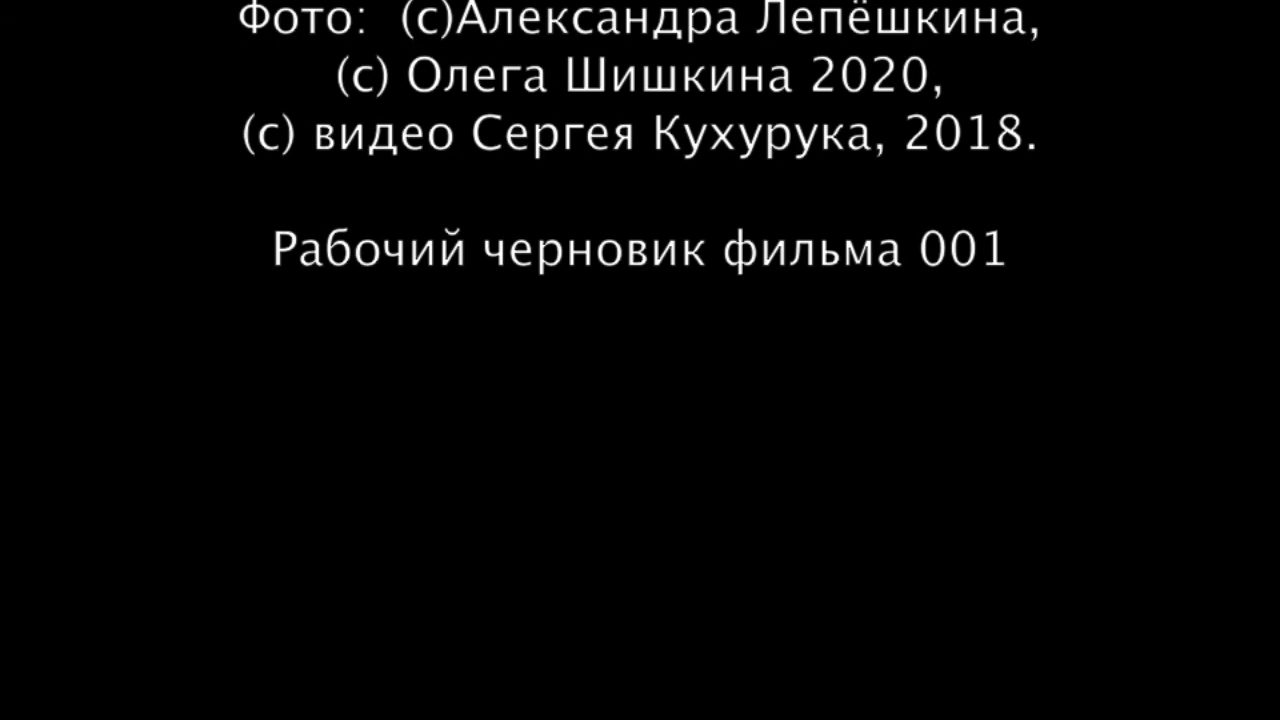 Фото:  (с)Александра Лепёшкина,
(с) Олега Шишкина 2020,
(с) видео Сергея Кухурука, 2018.
Рабочий черновик фильма 001